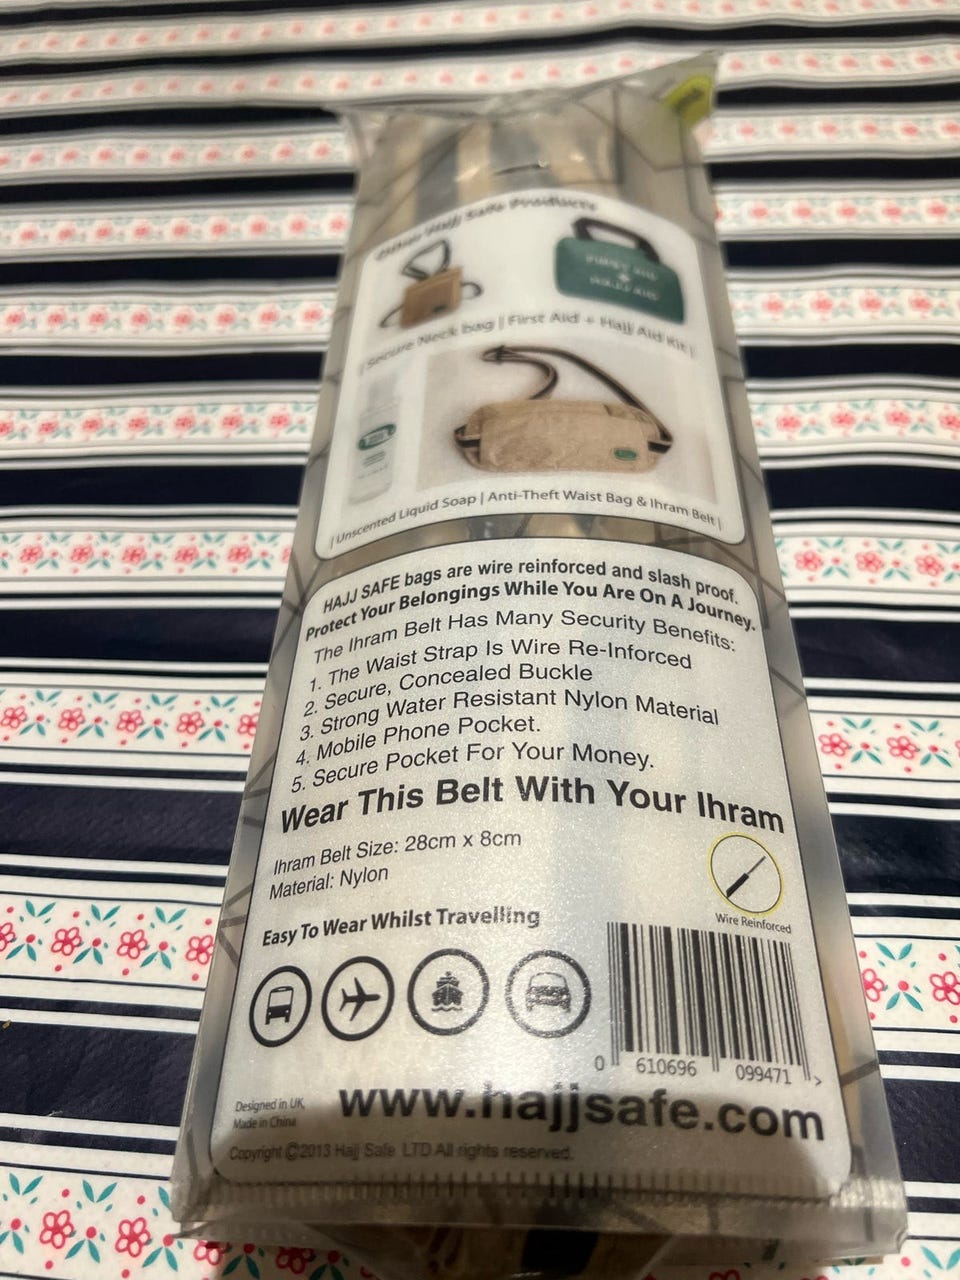 Other Hajj Safe Products
FIRST AID
+
HAJJ AID
| Secure Neck bag | First Aid + Hajj Aid Kit |
| Unscented Liquid Soap | Anti-Theft Waist Bag & Ihram Belt |
HAJJ SAFE bags are wire reinforced and slash proof.
Protect Your Belongings While You Are On A Journey.
The Ihram Belt Has Many Security Benefits:
1. The Waist Strap Is Wire Re-Inforced
2. Secure, Concealed Buckle
3. Strong Water Resistant Nylon Material
4. Mobile Phone Pocket.
5. Secure Pocket For Your Money.
Wear This Belt With Your Ihram
Ihram Belt Size: 28cm x 8cm
Material: Nylon
Wire Reinforced
Easy To Wear Whilst Travelling
0 610696 099471 >
Designed in UK,
Made in China
www.hajjsafe.com
Copyright ©2013 Hajj Safe LTD All rights reserved.